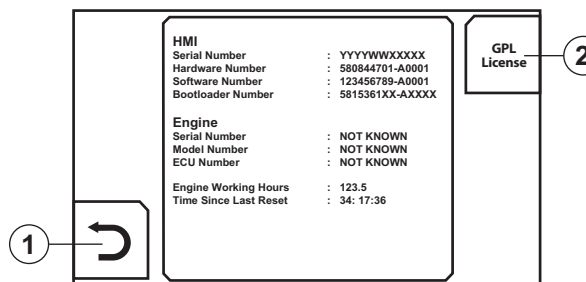 HMI
Serial Number : YYYYWWXXXXX
Hardware Number : 580844701-A0001
Software Number : 123456789-A0001
Bootloader Number : 5815361XX-AXXXX
Engine
Serial Number : NOT KNOWN
Model Number : NOT KNOWN
ECU Number : NOT KNOWN
Engine Working Hours : 123.5
Time Since Last Reset : 34: 17:36
GPL
License
2
1